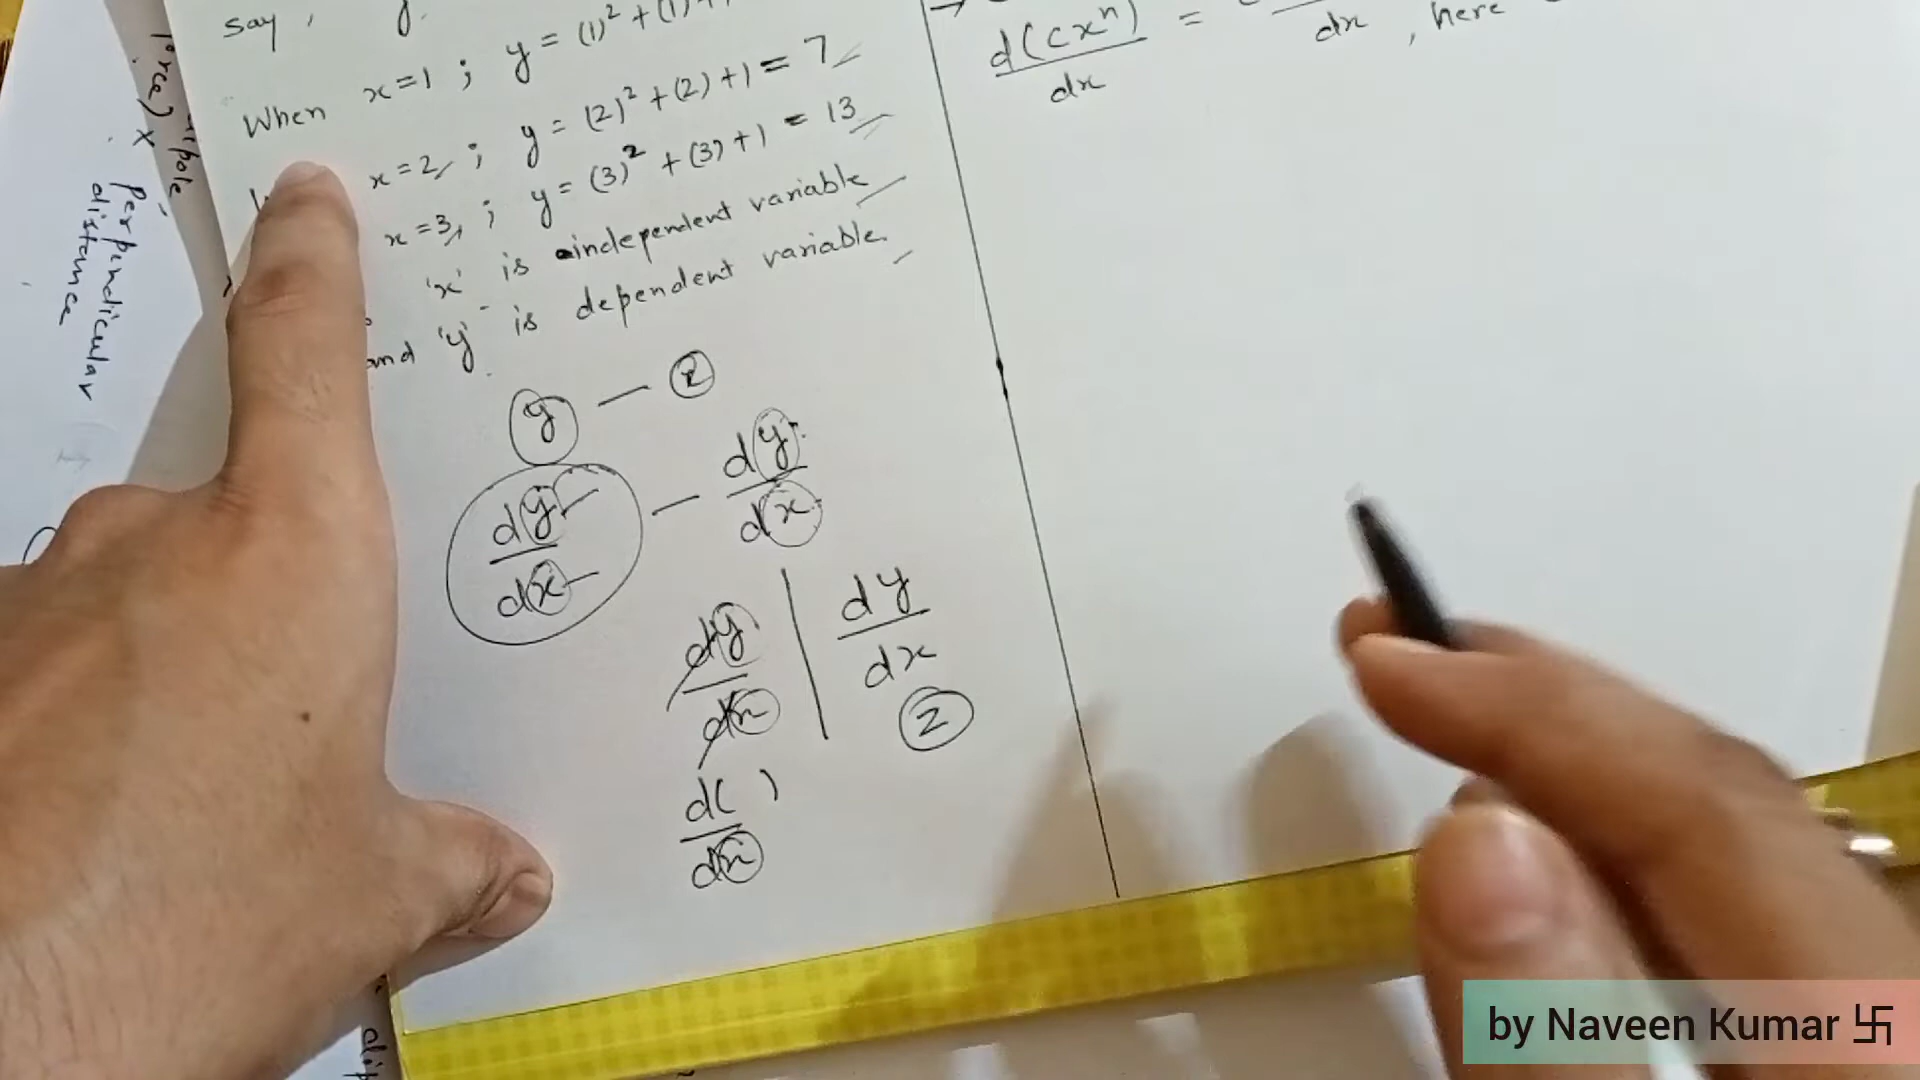 say, y
When x=1 ; y = (1)² + (1)+
x=2 ; y = (2)² + (2) +1 = 7
x=3 ; y = (3)² + (3) +1 = 13
'x' is independent variable
and 'y' is dependent variable.
y — x
dy/dx — dy/dx
dy/dx | dy/dx
2
d( )/dx
d(cxⁿ)/dx = dx , here
dipole
perpendicular
distance
by Naveen Kumar 卐